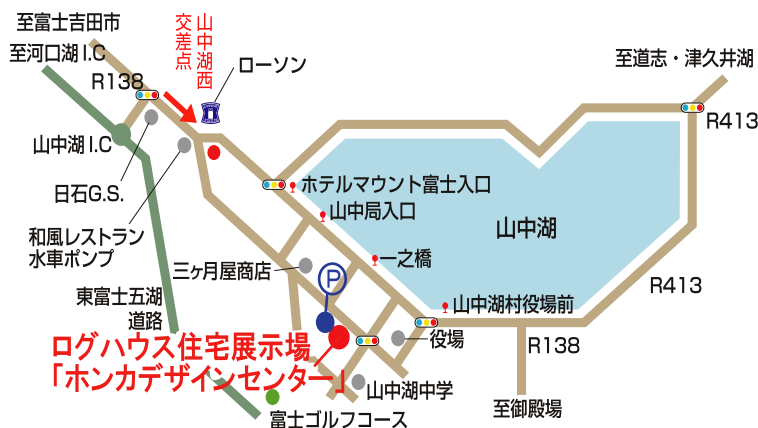 至富士吉田市
至河口湖 I.C
R138
山中湖西
交差点
ローソン
至道志・津久井湖
R413
山中湖 I.C
日石G.S.
和風レストラン
水車ポンプ
ホテルマウント富士入口
山中局入口
山中湖
一之橋
三ヶ月屋商店
P
R413
東富士五湖
道路
山中湖村役場前
役場
R138
ログハウス住宅展示場
「ホンカデザインセンター」
山中湖中学
至御殿場
富士ゴルフコース